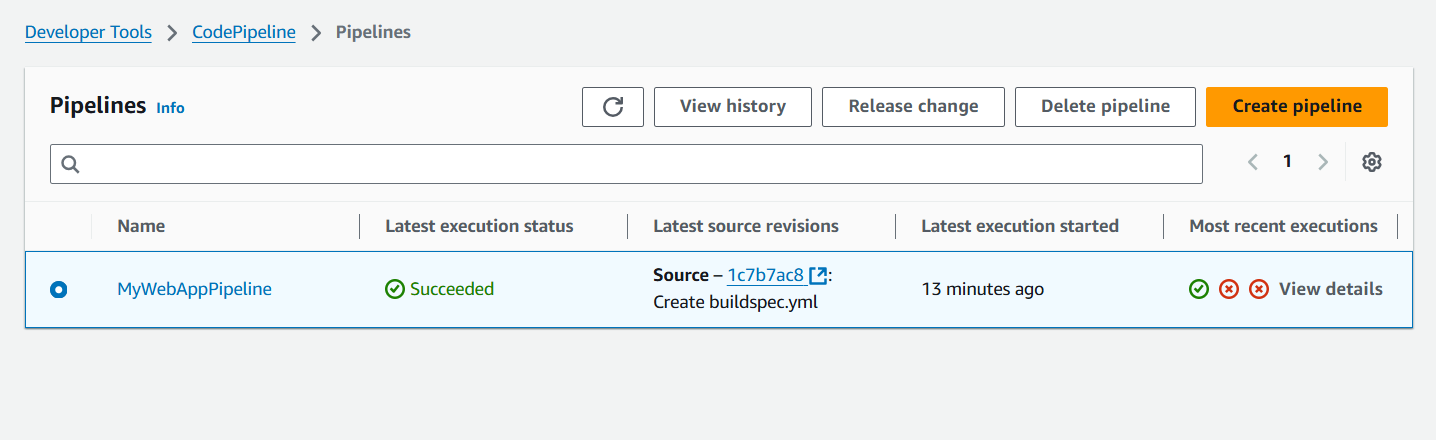 Developer Tools > CodePipeline > Pipelines
Pipelines Info
View history
Release change
Delete pipeline
Create pipeline
1
Name
Latest execution status
Latest source revisions
Latest execution started
Most recent executions
MyWebAppPipeline
Succeeded
Source – 1c7b7ac8 :
Create buildspec.yml
13 minutes ago
View details